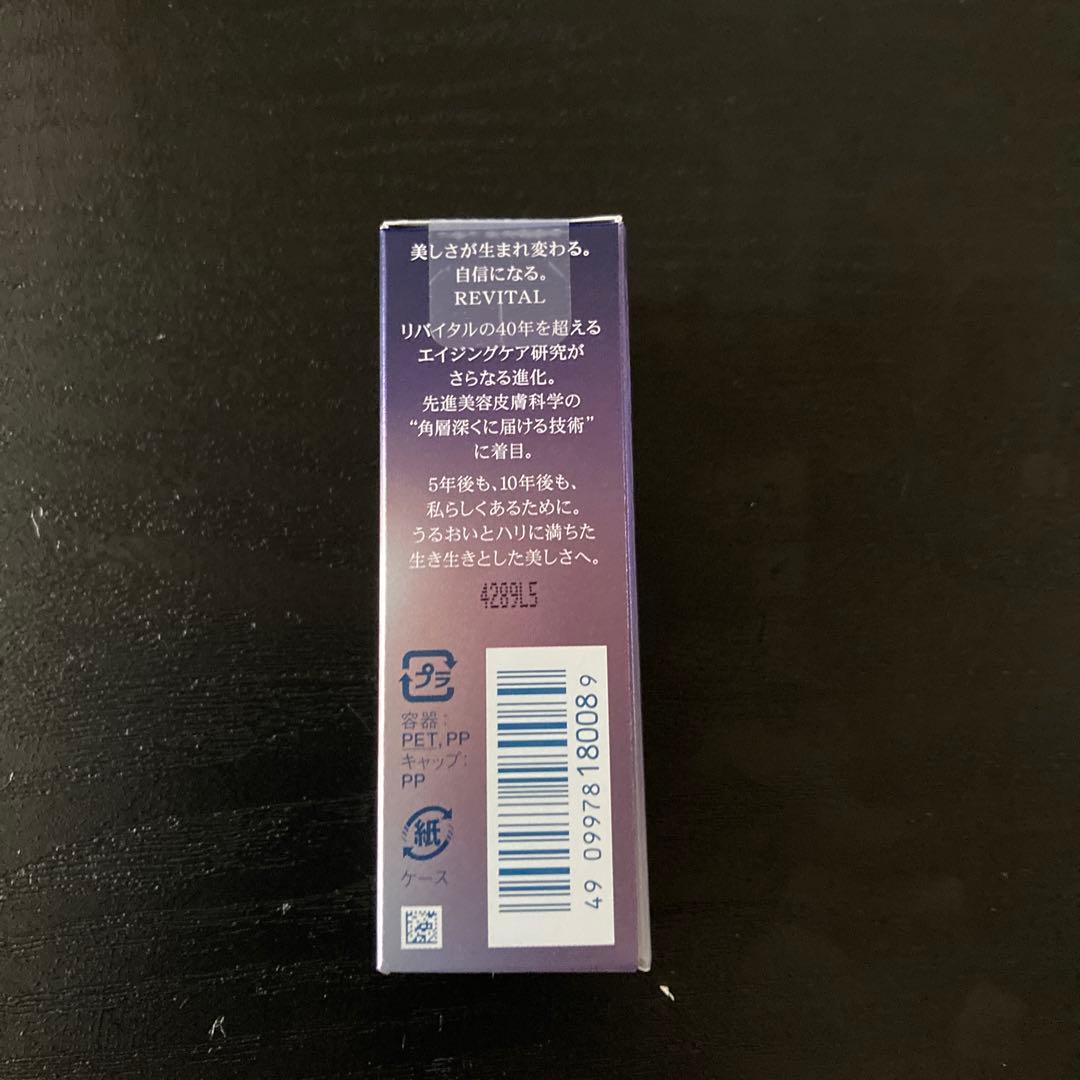 美しさが生まれ変わる。
自信になる。
REVITAL
リバイタルの40年を超える
エイジングケア研究が
さらなる進化。
先進美容皮膚科学の
“角層深くに届ける技術”
に着目。
5年後も、10年後も、
私らしくあるために。
うるおいとハリに満ちた
生き生きとした美しさへ。
4289L5
プラ
容器：
PET, PP
キャップ：
PP
紙
ケース
49 09978 18008 9